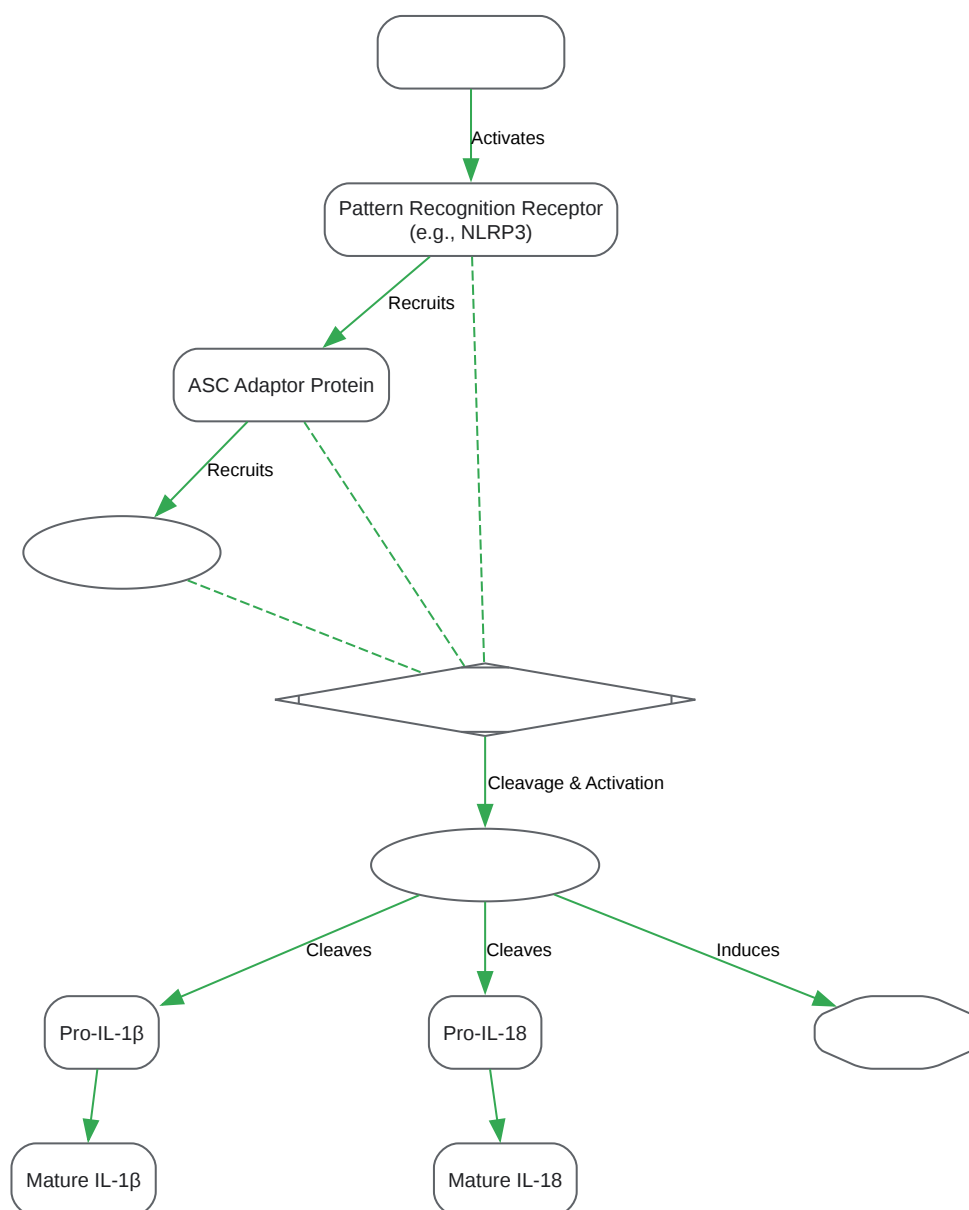 Activates
Pattern Recognition Receptor
(e.g., NLRP3)
Recruits
ASC Adaptor Protein
Recruits
Cleavage & Activation
Cleaves
Cleaves
Induces
Pro-IL-1β
Pro-IL-18
Mature IL-1β
Mature IL-18